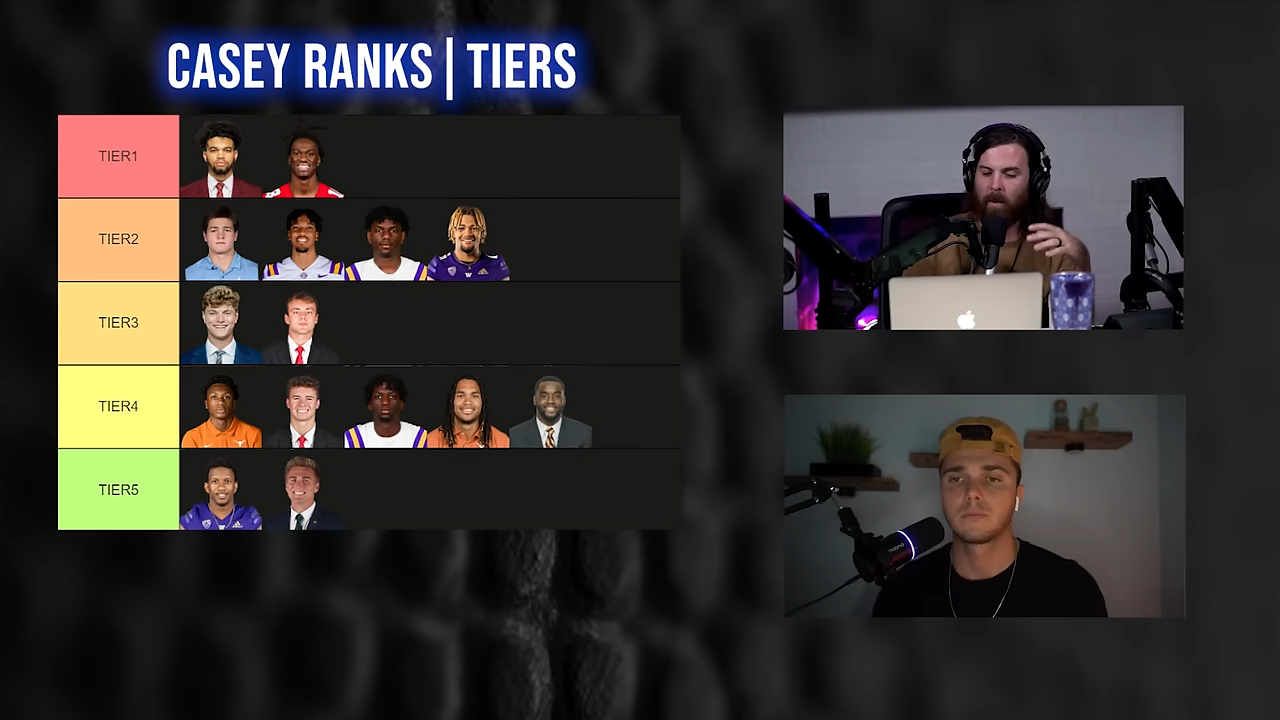 CASEY RANKS | TIERS
TIER1
TIER2
TIER3
TIER4
TIER5